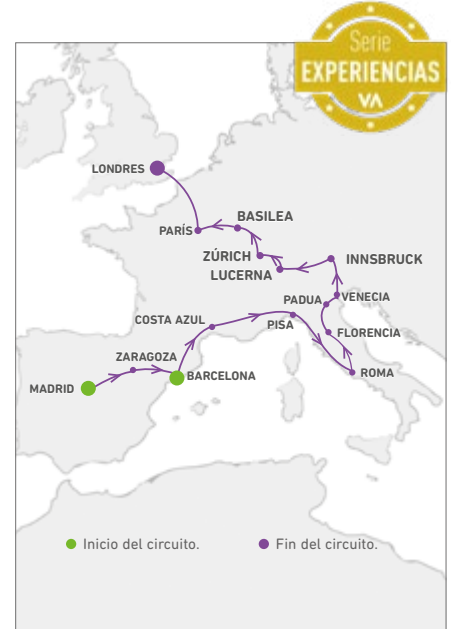 Serie
EXPERIENCIAS
VA
LONDRES
PARÍS
BASILEA
ZÚRICH
LUCERNA
INNSBRUCK
PADUA
VENECIA
COSTA AZUL
PISA
FLORENCIA
ZARAGOZA
ROMA
MADRID
BARCELONA
Inicio del circuito.
Fin del circuito.